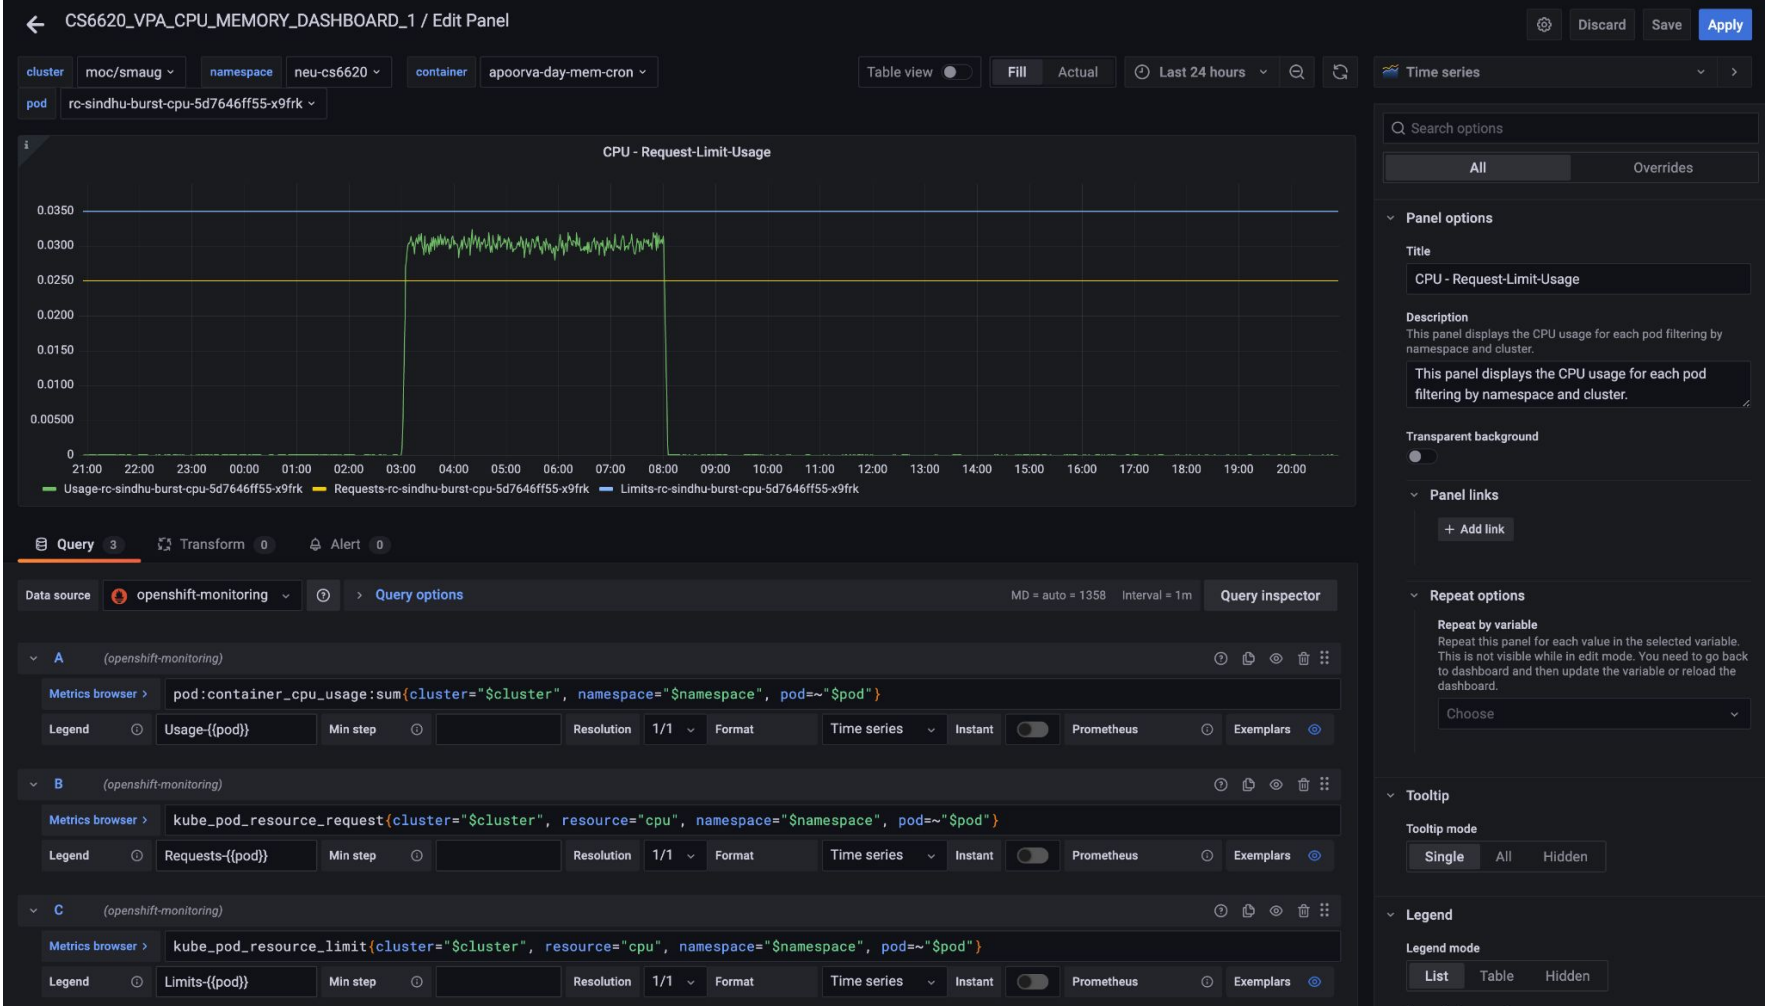 CS6620_VPA_CPU_MEMORY_DASHBOARD_1 / Edit Panel
Discard Save Apply
cluster moc/smaug namespace neu-cs6620 container apoorva-day-mem-cron Table view Fill Actual Last 24 hours
pod rc-sindhu-burst-cpu-5d7646ff55-x9frk
Time series
Search options
All Overrides
i
CPU - Request-Limit-Usage
0.0350
0.0300
0.0250
0.0200
0.0150
0.0100
0.00500
0
21:00 22:00 23:00 00:00 01:00 02:00 03:00 04:00 05:00 06:00 07:00 08:00 09:00 10:00 11:00 12:00 13:00 14:00 15:00 16:00 17:00 18:00 19:00 20:00
Usage-rc-sindhu-burst-cpu-5d7646ff55-x9frk Requests-rc-sindhu-burst-cpu-5d7646ff55-x9frk Limits-rc-sindhu-burst-cpu-5d7646ff55-x9frk
Query 3 Transform 0 Alert 0
Data source openshift-monitoring Query options MD = auto = 1358 Interval = 1m Query inspector
A (openshift-monitoring)
Metrics browser > pod:container_cpu_usage:sum{cluster="$cluster", namespace="$namespace", pod=~"$pod"}
Legend Usage-{{pod}} Min step Resolution 1/1 Format Time series Instant Prometheus Exemplars
B (openshift-monitoring)
Metrics browser > kube_pod_resource_request{cluster="$cluster", resource="cpu", namespace="$namespace", pod=~"$pod"}
Legend Requests-{{pod}} Min step Resolution 1/1 Format Time series Instant Prometheus Exemplars
C (openshift-monitoring)
Metrics browser > kube_pod_resource_limit{cluster="$cluster", resource="cpu", namespace="$namespace", pod=~"$pod"}
Legend Limits-{{pod}} Min step Resolution 1/1 Format Time series Instant Prometheus Exemplars
Panel options
Title
CPU - Request-Limit-Usage
Description
This panel displays the CPU usage for each pod filtering by
namespace and cluster.
This panel displays the CPU usage for each pod
filtering by namespace and cluster.
Transparent background
Panel links
+ Add link
Repeat options
Repeat by variable
Repeat this panel for each value in the selected variable.
This is not visible while in edit mode. You need to go back
to dashboard and then update the variable or reload the
dashboard.
Choose
Tooltip
Tooltip mode
Single All Hidden
Legend
Legend mode
List Table Hidden